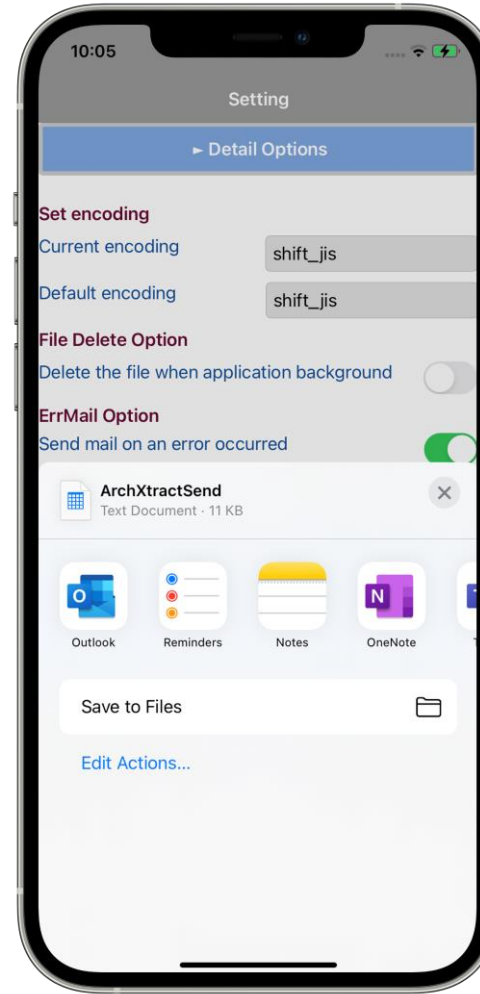 10:05
Setting
► Detail Options
Set encoding
Current encoding
shift_jis
Default encoding
shift_jis
File Delete Option
Delete the file when application background
ErrMail Option
Send mail on an error occurred
ArchXtractSend
Text Document · 11 KB
Outlook
Reminders
Notes
OneNote
Save to Files
Edit Actions...